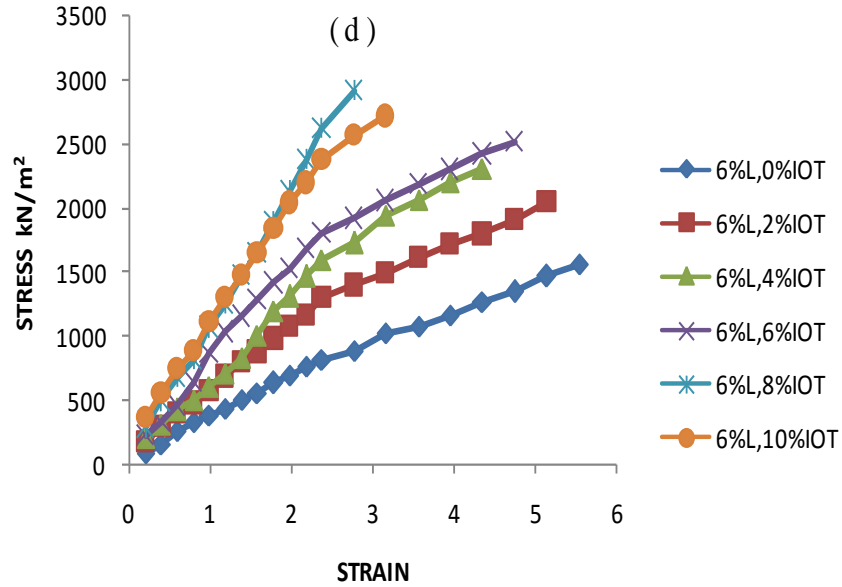 (d)
STRESS kN/m²
3500
3000
2500
2000
1500
1000
500
0
0 1 2 3 4 5 6
STRAIN
6%L,0%IOT
6%L,2%IOT
6%L,4%IOT
6%L,6%IOT
6%L,8%IOT
6%L,10%IOT